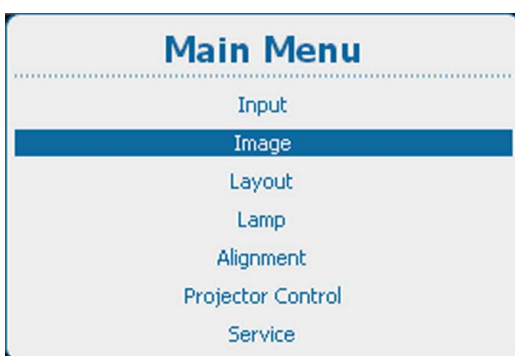 Main Menu
Input
Image
Layout
Lamp
Alignment
Projector Control
Service